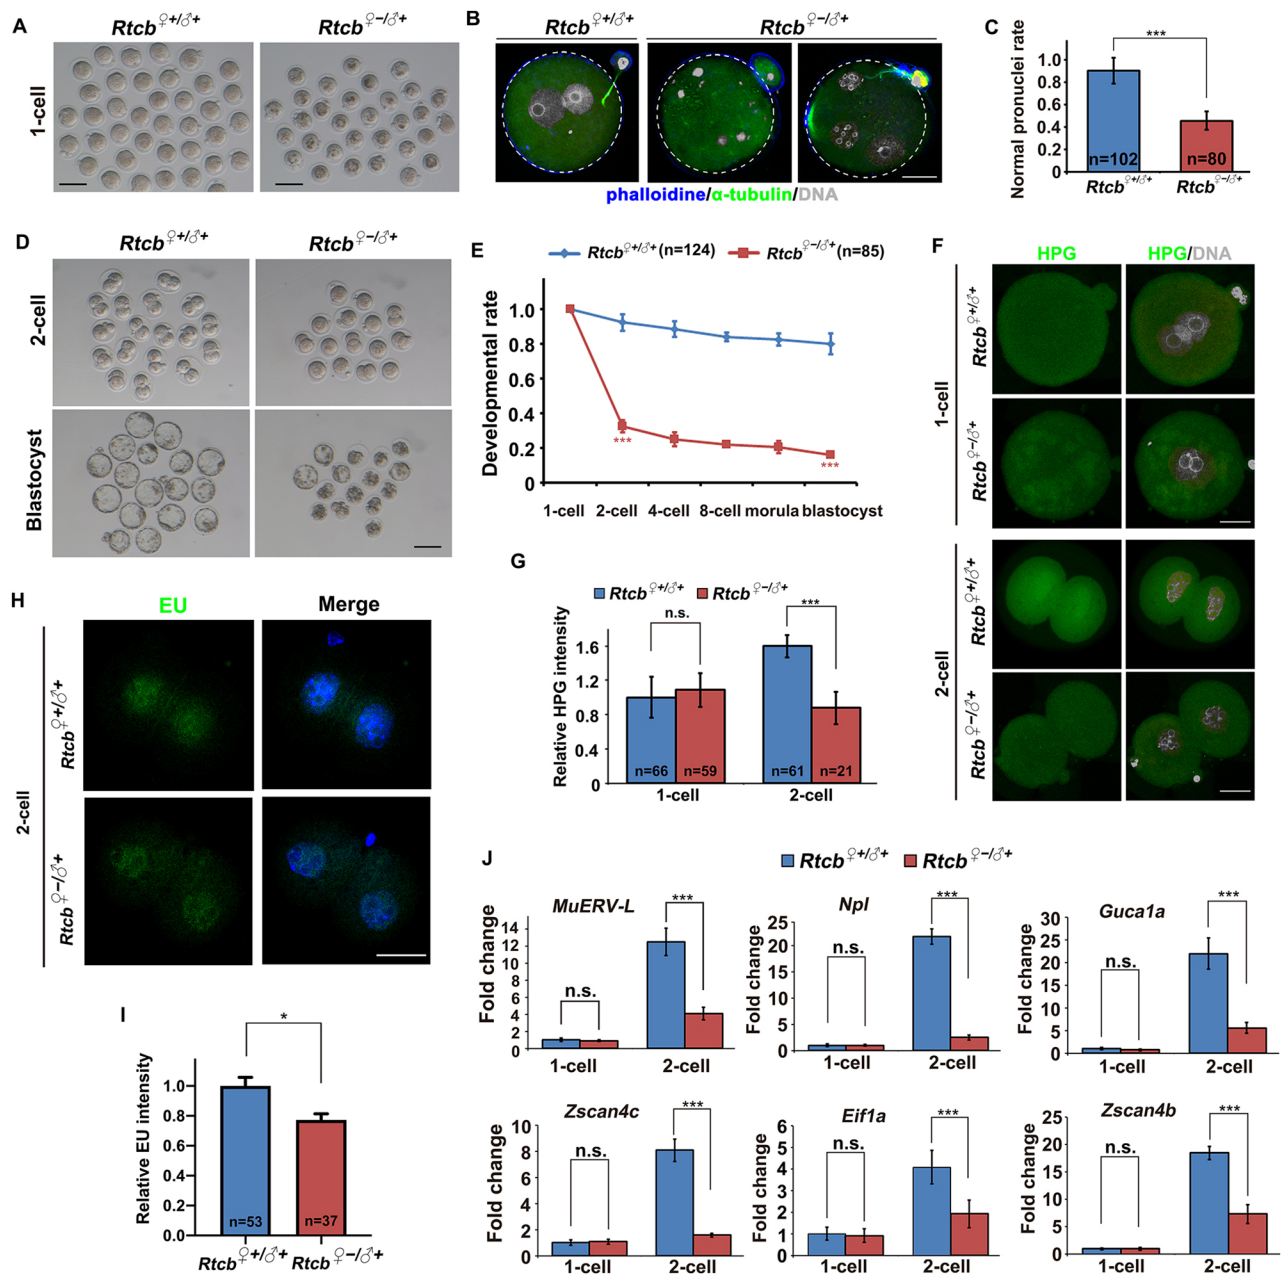 A
Rtcb♀+/♂+
Rtcb♀−/♂+
1-cell
B
Rtcb♀+/♂+
Rtcb♀−/♂+
phalloidine/α-tubulin/DNA
C
Normal pronuclei rate
***
1.0
0.8
0.6
0.4
0.2
0
n=102
n=80
Rtcb♀+/♂+
Rtcb♀−/♂+
D
Rtcb♀+/♂+
Rtcb♀−/♂+
2-cell
Blastocyst
E
Rtcb♀+/♂+ (n=124)
Rtcb♀−/♂+ (n=85)
Developmental rate
1.0
0.8
0.6
0.4
0.2
0
***
***
1-cell 2-cell 4-cell 8-cell morula blastocyst
F
HPG
HPG/DNA
1-cell
Rtcb♀+/♂+
Rtcb♀−/♂+
2-cell
Rtcb♀+/♂+
Rtcb♀−/♂+
G
Rtcb♀+/♂+
Rtcb♀−/♂+
Relative HPG intensity
n.s.
***
1.6
1.2
0.8
0.4
0
n=66
n=59
n=61
n=21
1-cell
2-cell
H
EU
Merge
2-cell
Rtcb♀+/♂+
Rtcb♀−/♂+
I
Relative EU intensity
*
1.0
0.8
0.6
0.4
0.2
0.0
n=53
n=37
Rtcb♀+/♂+
Rtcb♀−/♂+
J
Rtcb♀+/♂+
Rtcb♀−/♂+
MuERV-L
Fold change
14
12
10
8
6
4
2
0
n.s.
***
1-cell
2-cell
Npl
Fold change
25
20
15
10
5
0
n.s.
***
1-cell
2-cell
Guca1a
Fold change
30
25
20
15
10
5
0
n.s.
***
1-cell
2-cell
Zscan4c
Fold change
10
8
6
4
2
0
n.s.
***
1-cell
2-cell
Eif1a
Fold change
6
5
4
3
2
1
0
n.s.
***
1-cell
2-cell
Zscan4b
Fold change
25
20
15
10
5
0
n.s.
***
1-cell
2-cell